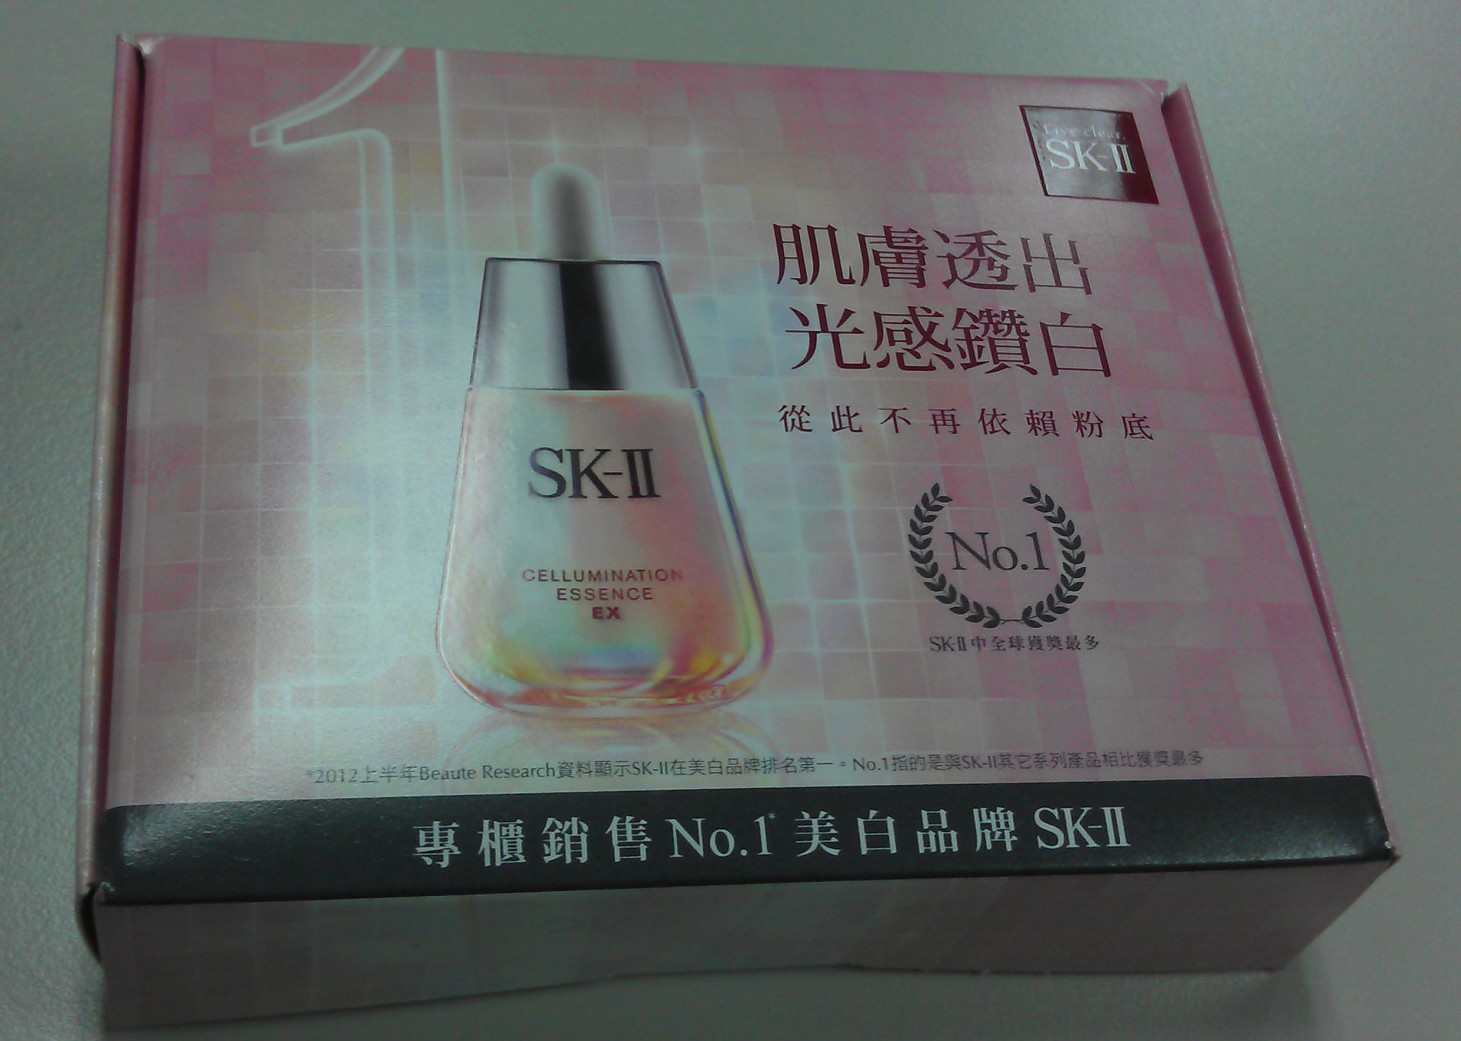 Live clear.
SK-II
肌膚透出
光感鑽白
從此不再依賴粉底
SK-II
CELLUMINATION
ESSENCE
EX
No.1
SK-II中全球獲獎最多
*2012上半年Beaute Research資料顯示SK-II在美白品牌排名第一。No.1指的是與SK-II其它系列產品相比獲獎最多
專櫃銷售No.1*美白品牌 SK-II